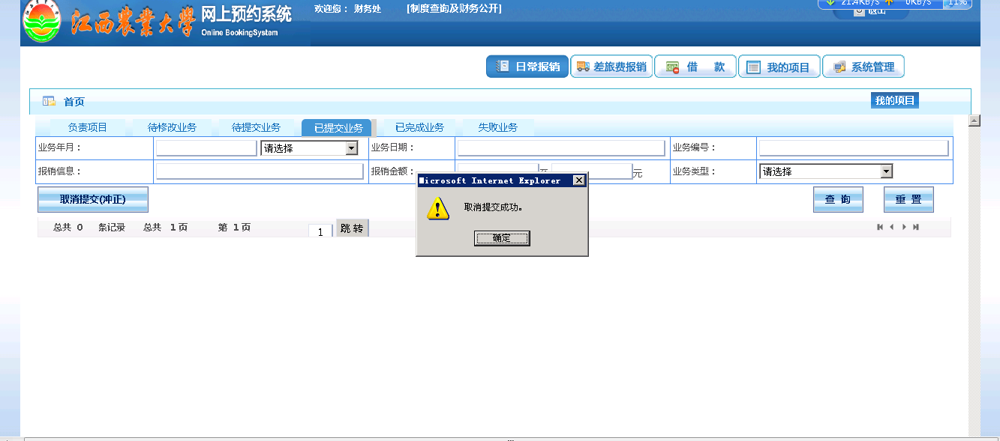 21.4KB/S 0KB/S 11%
江西农业大学 网上预约系统
Online BookingSystem
欢迎您： 财务处 [制度查询及财务公开]
退出
日常报销 差旅费报销 借 款 我的项目 系统管理
首页 我的项目
负责项目 待修改业务 待提交业务 已提交业务 已完成业务 失败业务
业务年月： 请选择 业务日期： 业务编号：
报销信息： 报销金额： 至 元 业务类型： 请选择
取消提交(冲正) 查 询 重 置
总共 0 条记录 总共 1页 第 1页 1 跳 转
Microsoft Internet Explorer
取消提交成功。
确定